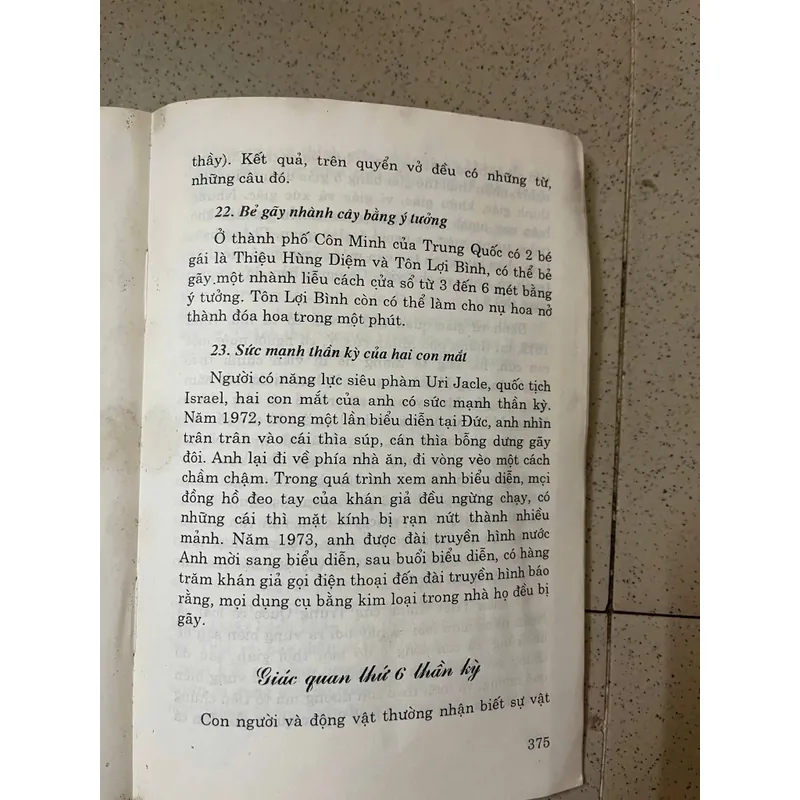 thầy). Kết quả, trên quyển vở đều có những từ,
những câu đó.
22. Bẻ gãy nhành cây bằng ý tưởng
Ở thành phố Côn Minh của Trung Quốc có 2 bé
gái là Thiệu Hùng Diệm và Tôn Lợi Bình, có thể bẻ
gãy một nhành liễu cách cửa sổ từ 3 đến 6 mét bằng
ý tưởng. Tôn Lợi Bình còn có thể làm cho nụ hoa nở
thành đóa hoa trong một phút.
23. Sức mạnh thần kỳ của hai con mắt
Người có năng lực siêu phàm Uri Jacle, quốc tịch
Israel, hai con mắt của anh có sức mạnh thần kỳ.
Năm 1972, trong một lần biểu diễn tại Đức, anh nhìn
trân trân vào cái thìa súp, cán thìa bỗng dưng gãy
đôi. Anh lại đi về phía nhà ăn, đi vòng vèo một cách
chầm chậm. Trong quá trình xem anh biểu diễn, mọi
đồng hồ đeo tay của khán giả đều ngừng chạy, có
những cái thì mặt kính bị rạn nứt thành nhiều
mảnh. Năm 1973, anh được đài truyền hình nước
Anh mời sang biểu diễn, sau buổi biểu diễn, có hàng
trăm khán giả gọi điện thoại đến đài truyền hình báo
rằng, mọi dụng cụ bằng kim loại trong nhà họ đều bị
gãy.
Giác quan thứ 6 thần kỳ
Con người và động vật thường nhận biết sự vật
375